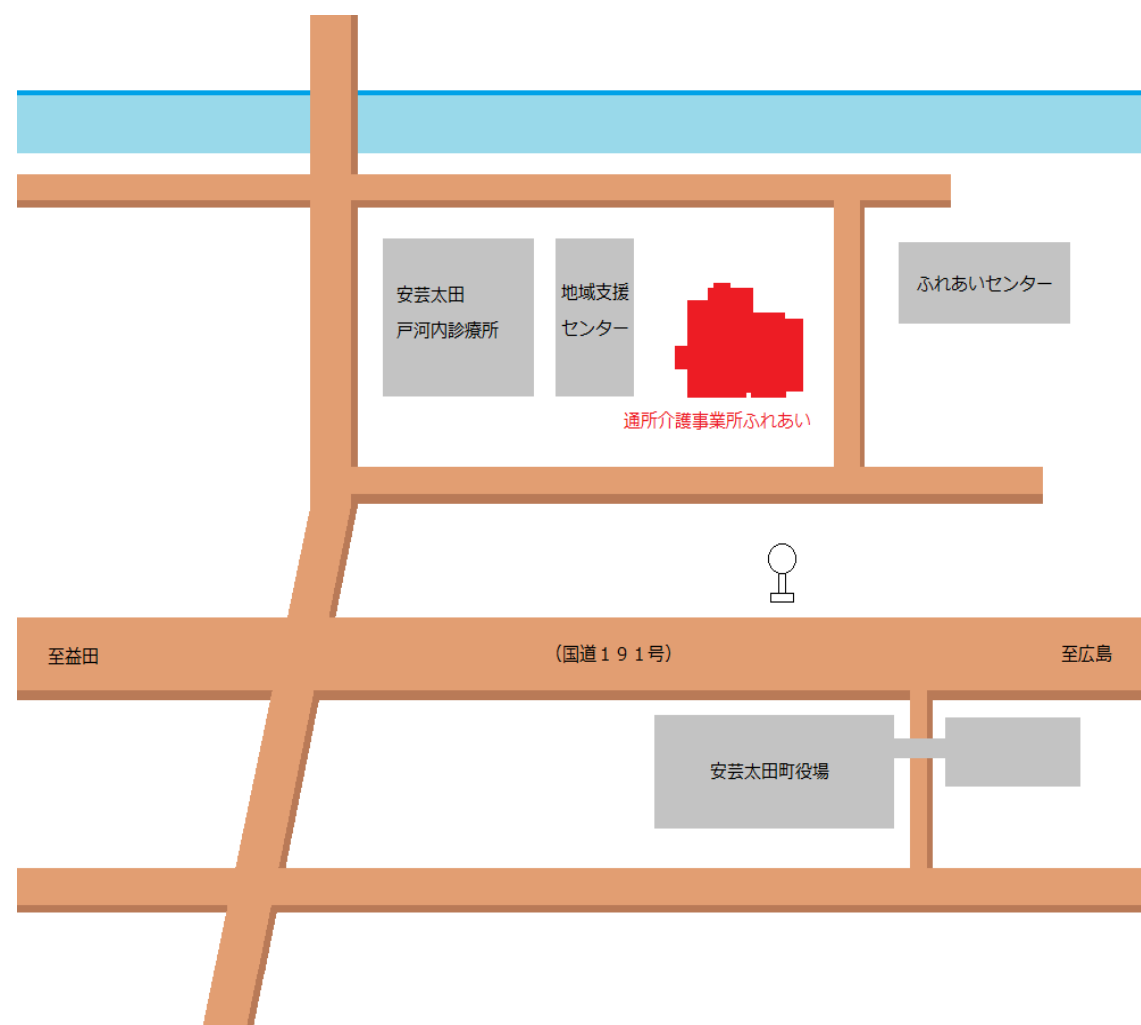 安芸太田
戸河内診療所
地域支援
センター
ふれあいセンター
通所介護事業所ふれあい
至益田
（国道１９１号）
至広島
安芸太田町役場